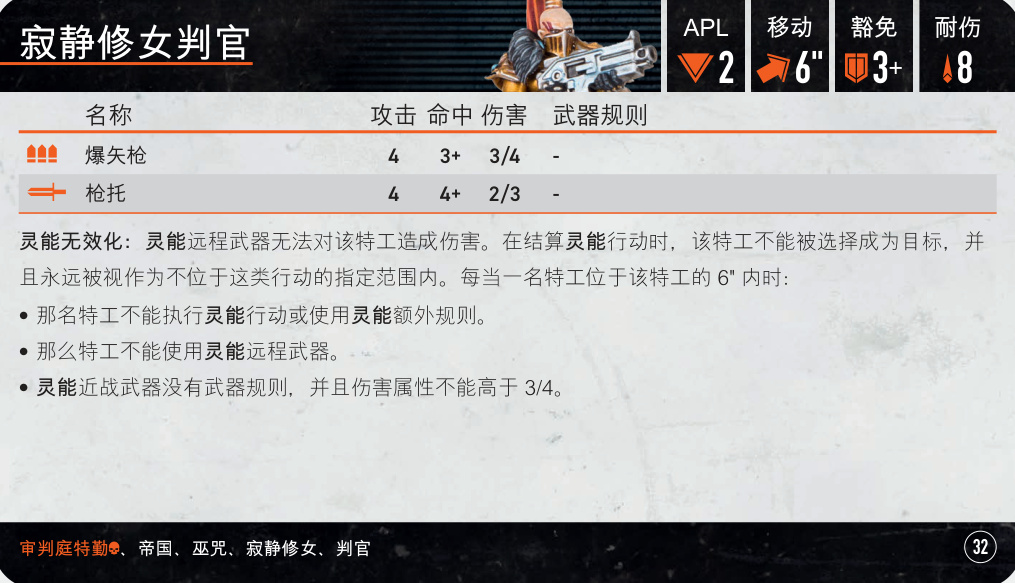 寂静修女判官
APL 移动 豁免 耐伤
2 6" 3+ 8
名称 攻击 命中 伤害 武器规则
爆矢枪 4 3+ 3/4 -
枪托 4 4+ 2/3 -
灵能无效化：灵能远程武器无法对该特工造成伤害。在结算灵能行动时，该特工不能被选择成为目标，并
且永远被视作为不位于这类行动的指定范围内。每当一名特工位于该特工的 6" 内时：
• 那名特工不能执行灵能行动或使用灵能额外规则。
• 那么特工不能使用灵能远程武器。
• 灵能近战武器没有武器规则，并且伤害属性不能高于 3/4。
审判庭特勤、帝国、巫咒、寂静修女、判官
32